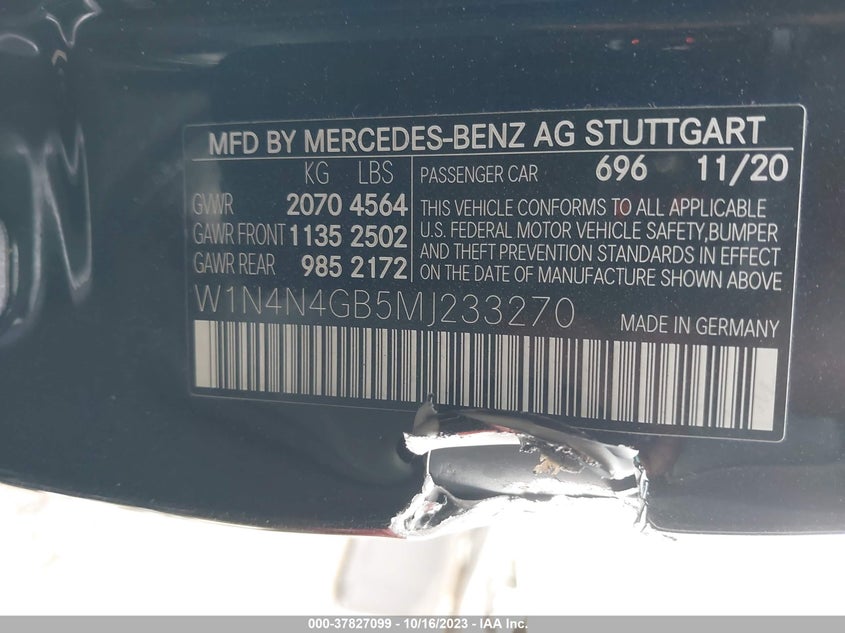 MFD BY MERCEDES-BENZ AG STUTTGART
KG LBS
GVWR 2070 4564
GAWR FRONT 1135 2502
GAWR REAR 985 2172
PASSENGER CAR 696 11/20
THIS VEHICLE CONFORMS TO ALL APPLICABLE
U.S. FEDERAL MOTOR VEHICLE SAFETY,BUMPER
AND THEFT PREVENTION STANDARDS IN EFFECT
ON THE DATE OF MANUFACTURE SHOWN ABOVE
W1N4N4GB5MJ233270
MADE IN GERMANY
000-37827099 - 10/16/2023 - IAA Inc.